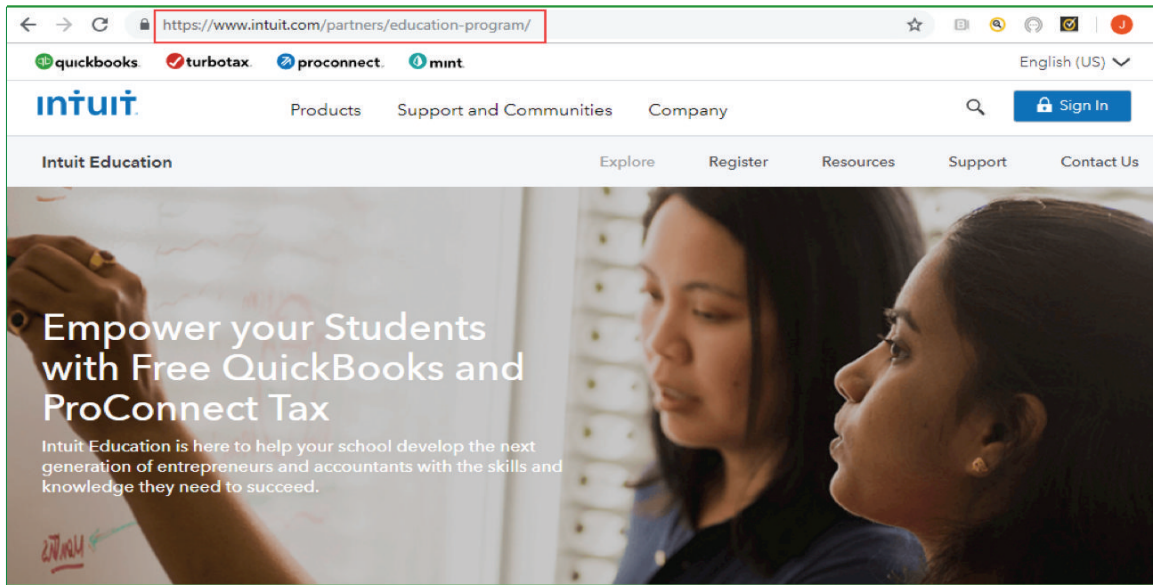 https://www.intuit.com/partners/education-program/
J
qb quickbooks. turbotax. proconnect. mint. English (US)
intuit. Products Support and Communities Company Sign In
Intuit Education Explore Register Resources Support Contact Us
Empower your Students
with Free QuickBooks and
ProConnect Tax
Intuit Education is here to help your school develop the next
generation of entrepreneurs and accountants with the skills and
knowledge they need to succeed.